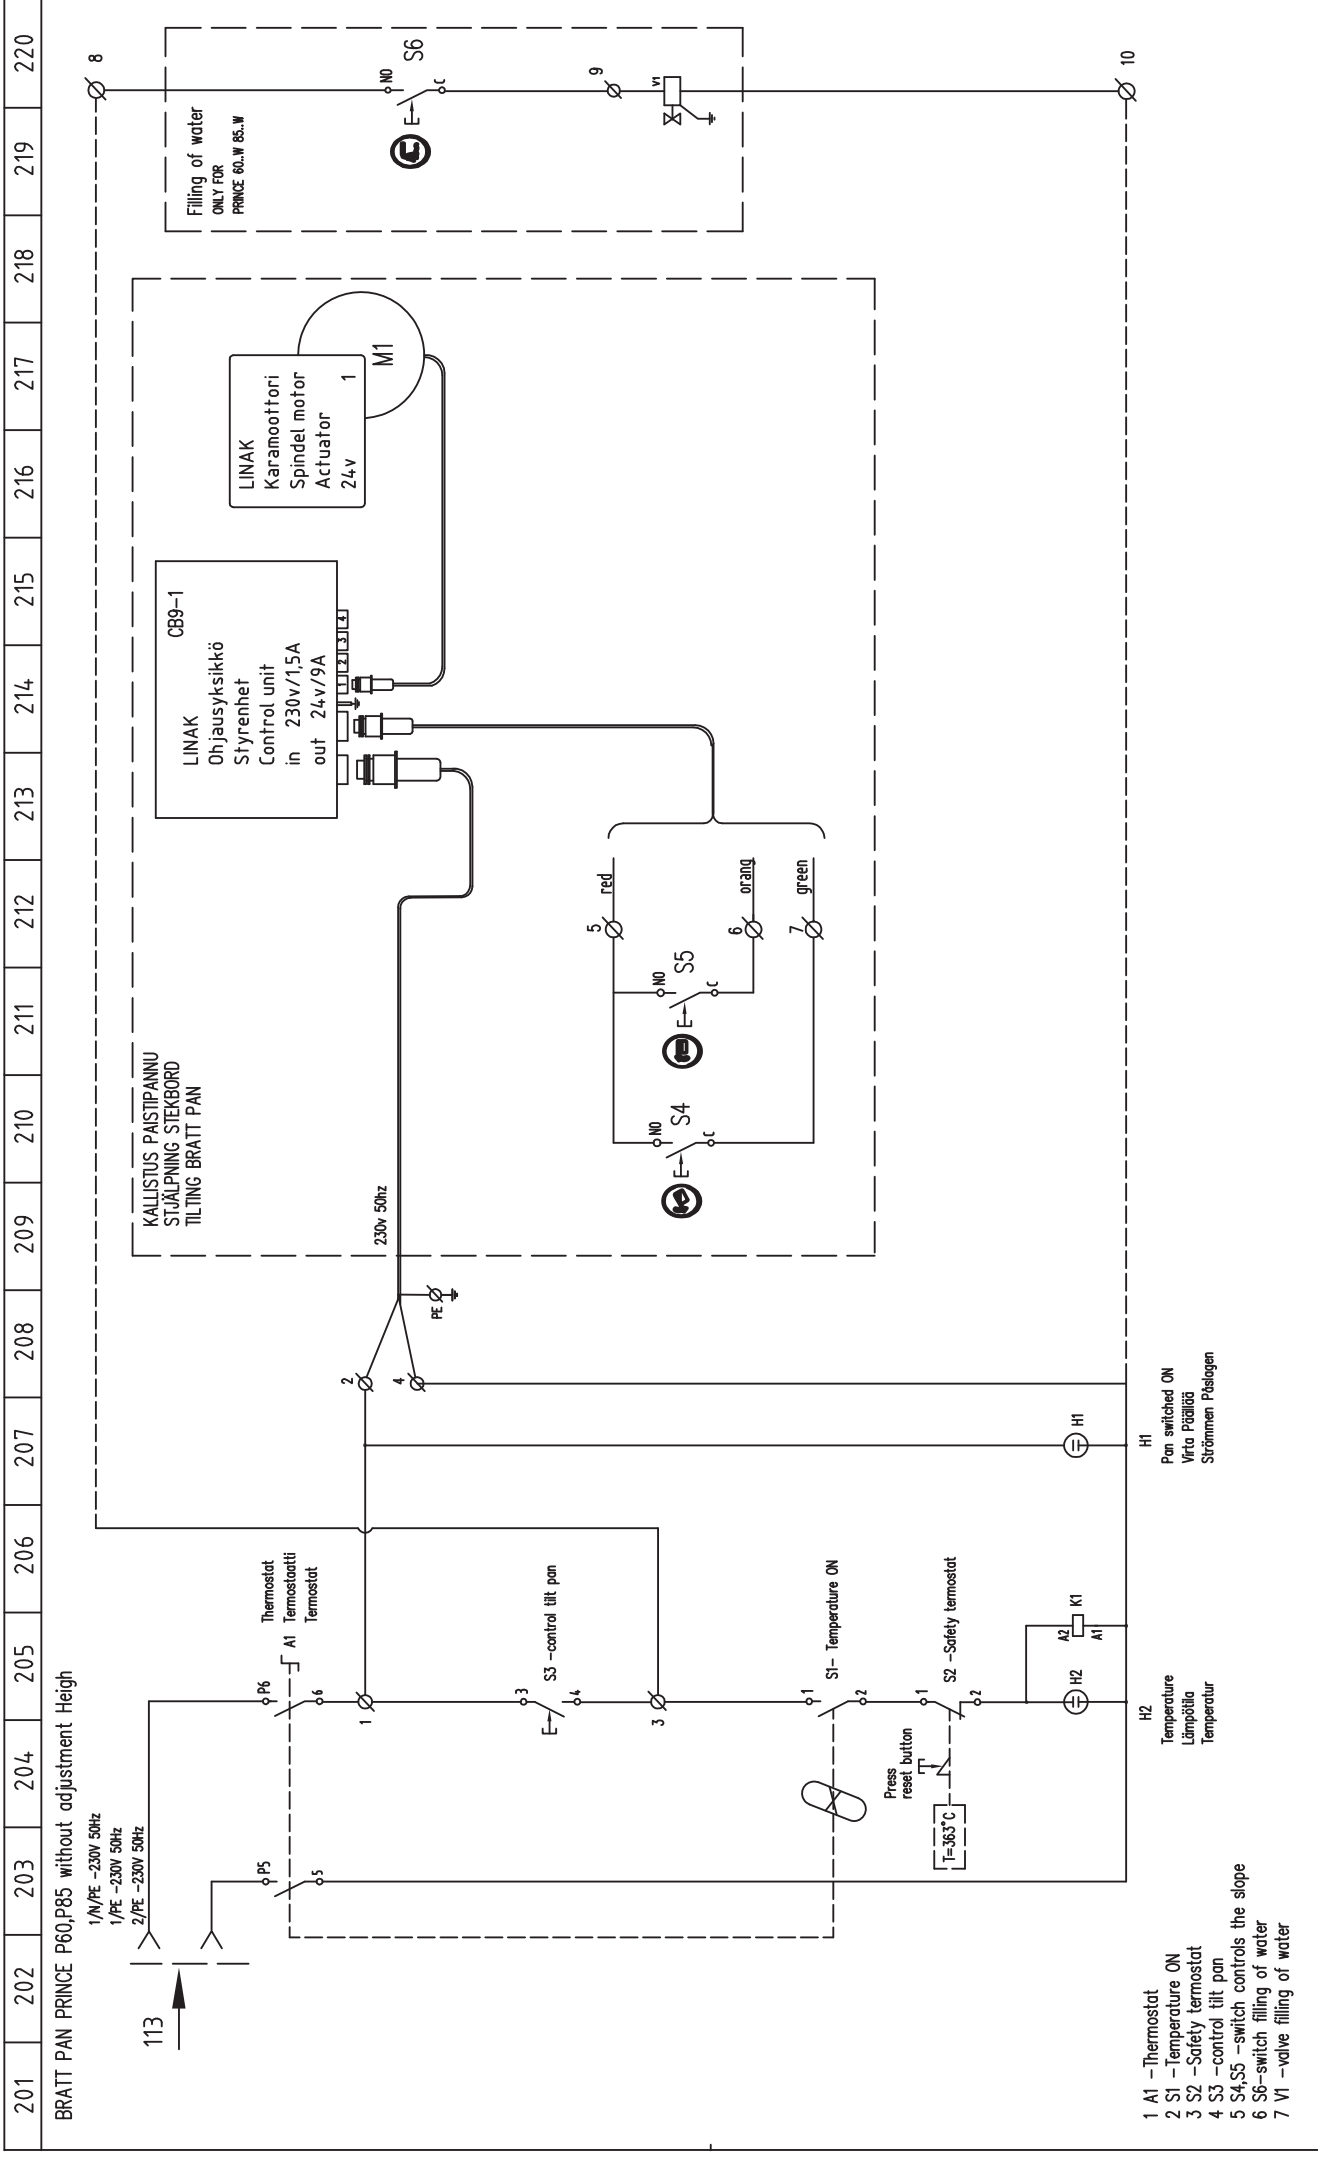 201 202 203 204 205 206 207 208 209 210 211 212 213 214 215 216 217 218 219 220
BRATT PAN PRINCE P60,P85 without adjustment Heigh
1/N/PE -230V 50Hz
1/PE -230V 50Hz
2/PE -230V 50Hz
113
P6
6
P5
5
Thermostat
A1 Termostaatti
Termostat
1
3
S3 -control tilt pan
4
3
1
S1- Temperature ON
2
1
S2 -Safety termostat
2
Press
reset button
T=363°C
A2
K1
A1
H2
H2
Temperature
Lämpötila
Temperatur
H1
H1
Pan switched ON
Virta Päällää
Strömmen Påslagen
2
4
PE
230v 50hz
KALLISTUS PAISTIPANNU
STJÄLPNING STEKBORD
TILTING BRATT PAN
NO
S4
C
NO
S5
C
5
red
6
orang
7
green
CB9-1
LINAK
Ohjausyksikkö
Styrenhet
Control unit
in 230v/1,5A
out 24v/9A
1 2 3 4
LINAK
Karamoottori
Spindel motor
Actuator
24v 1
M1
Filling of water
ONLY FOR
PRINCE 60..W 85..W
8
NO
S6
C
9
V1
10
1 A1 -Thermostat
2 S1 -Temperature ON
3 S2 -Safety termostat
4 S3 -control tilt pan
5 S4,S5 -switch controls the slope
6 S6-switch filling of water
7 V1 -valve filling of water